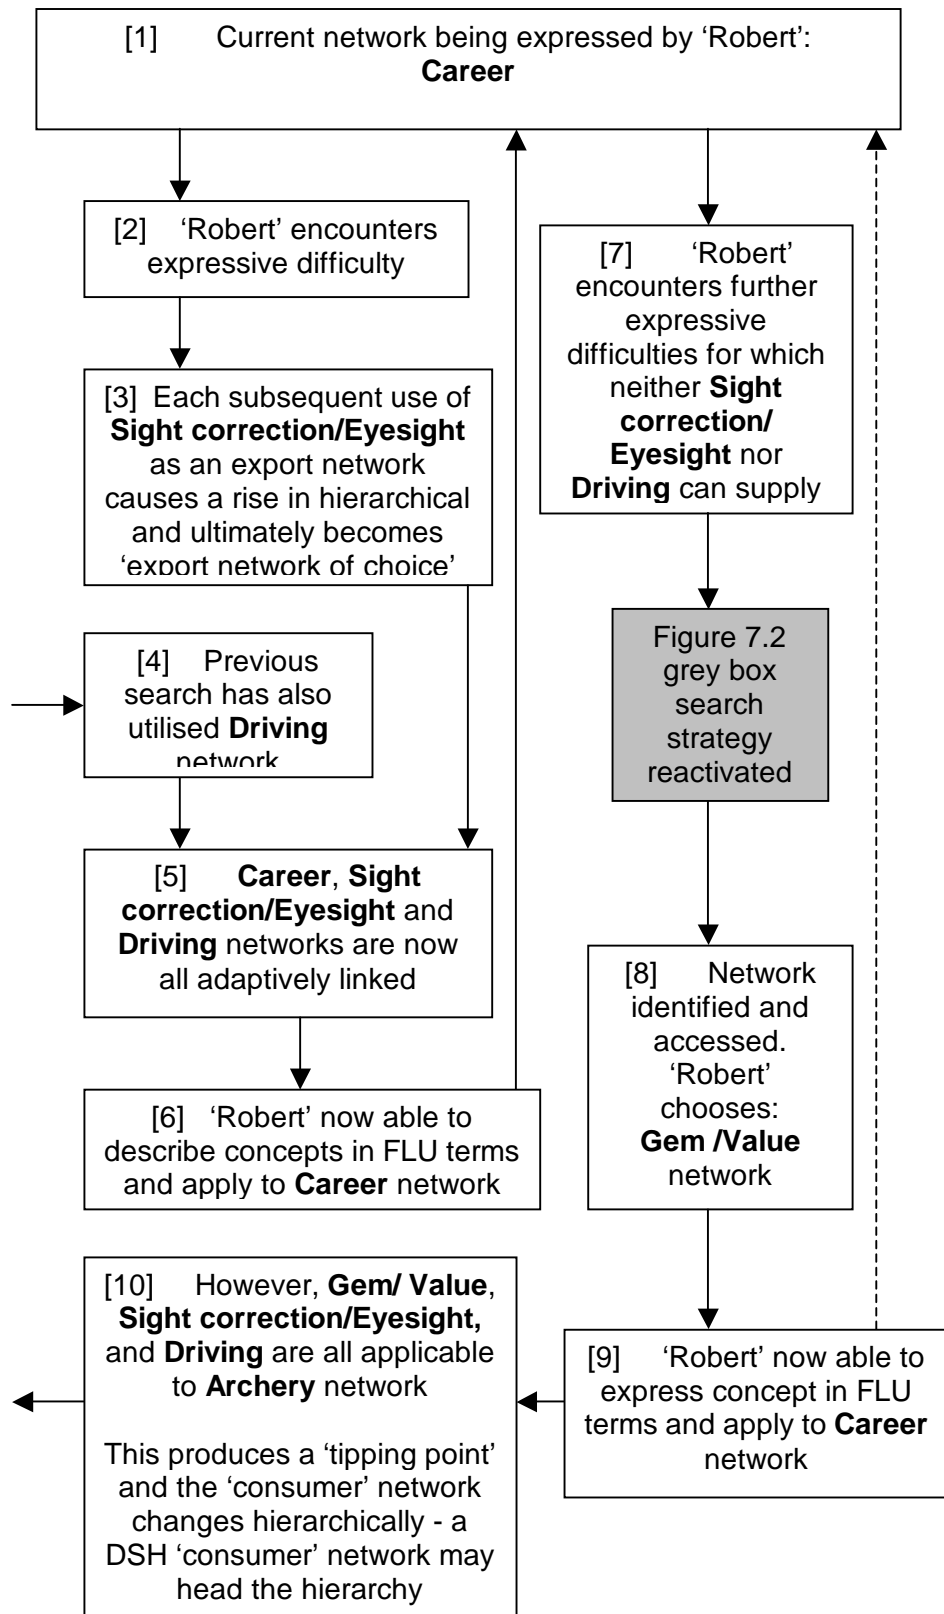 [1] Current network being expressed by ‘Robert’:
Career
[2] ‘Robert’ encounters
expressive difficulty
[3] Each subsequent use of
Sight correction/Eyesight
as an export network
causes a rise in hierarchical
and ultimately becomes
‘export network of choice’
[4] Previous
search has also
utilised Driving
network
[5] Career, Sight
correction/Eyesight and
Driving networks are now
all adaptively linked
[6] ‘Robert’ now able to
describe concepts in FLU terms
and apply to Career network
[7] ‘Robert’
encounters further
expressive
difficulties for which
neither Sight
correction/
Eyesight nor
Driving can supply
Figure 7.2
grey box
search
strategy
reactivated
[8] Network
identified and
accessed.
‘Robert’
chooses:
Gem /Value
network
[9] ‘Robert’ now able to
express concept in FLU
terms and apply to Career
network
[10] However, Gem/ Value,
Sight correction/Eyesight,
and Driving are all applicable
to Archery network
This produces a ‘tipping point’
and the ‘consumer’ network
changes hierarchically - a
DSH ‘consumer’ network may
head the hierarchy